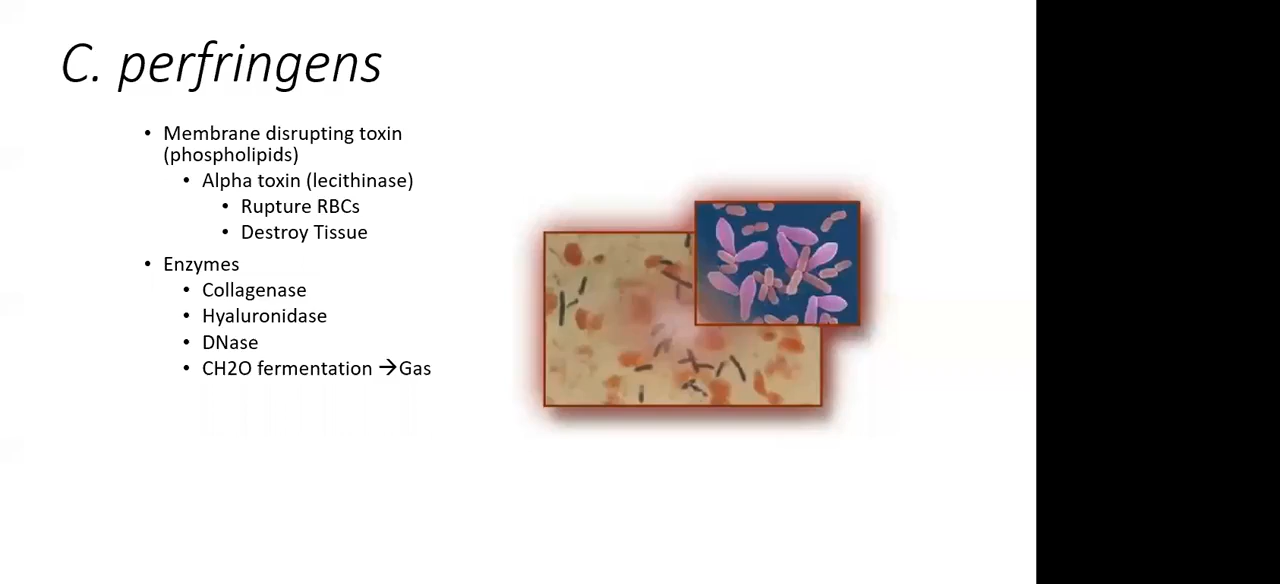 C. perfringens
• Membrane disrupting toxin
(phospholipids)
• Alpha toxin (lecithinase)
• Rupture RBCs
• Destroy Tissue
• Enzymes
• Collagenase
• Hyaluronidase
• DNase
• CH2O fermentation →Gas